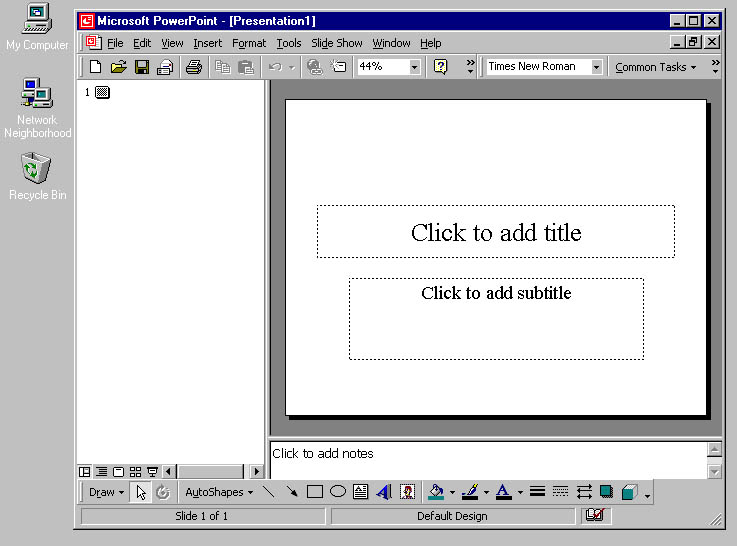 My Computer
Network
Neighborhood
Recycle Bin
Microsoft PowerPoint - [Presentation1]
File Edit View Insert Format Tools Slide Show Window Help
44% Times New Roman Common Tasks
1
Click to add title
Click to add subtitle
Click to add notes
Draw AutoShapes
Slide 1 of 1 Default Design